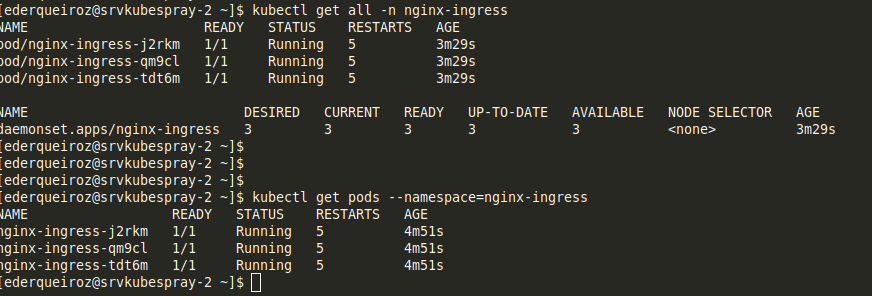 [ederqueiroz@srvkubespray-2 ~]$ kubectl get all -n nginx-ingress
NAME READY STATUS RESTARTS AGE
pod/nginx-ingress-j2rkm 1/1 Running 5 3m29s
pod/nginx-ingress-qm9cl 1/1 Running 5 3m29s
pod/nginx-ingress-tdt6m 1/1 Running 5 3m29s
NAME DESIRED CURRENT READY UP-TO-DATE AVAILABLE NODE SELECTOR AGE
daemonset.apps/nginx-ingress 3 3 3 3 3 <none> 3m29s
[ederqueiroz@srvkubespray-2 ~]$
[ederqueiroz@srvkubespray-2 ~]$
[ederqueiroz@srvkubespray-2 ~]$
[ederqueiroz@srvkubespray-2 ~]$ kubectl get pods --namespace=nginx-ingress
NAME READY STATUS RESTARTS AGE
nginx-ingress-j2rkm 1/1 Running 5 4m51s
nginx-ingress-qm9cl 1/1 Running 5 4m51s
nginx-ingress-tdt6m 1/1 Running 5 4m51s
[ederqueiroz@srvkubespray-2 ~]$